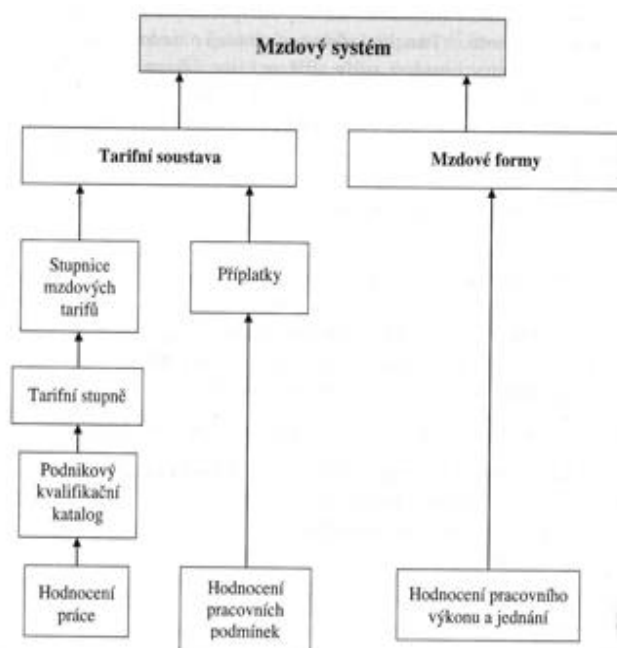 Mzdový systém
Tarifní soustava
Mzdové formy
Stupnice
mzdových
tarifů
Příplatky
Tarifní stupně
Podnikový
kvalifikační
katalog
Hodnocení
práce
Hodnocení
pracovních
podmínek
Hodnocení pracovního
výkonu a jednání